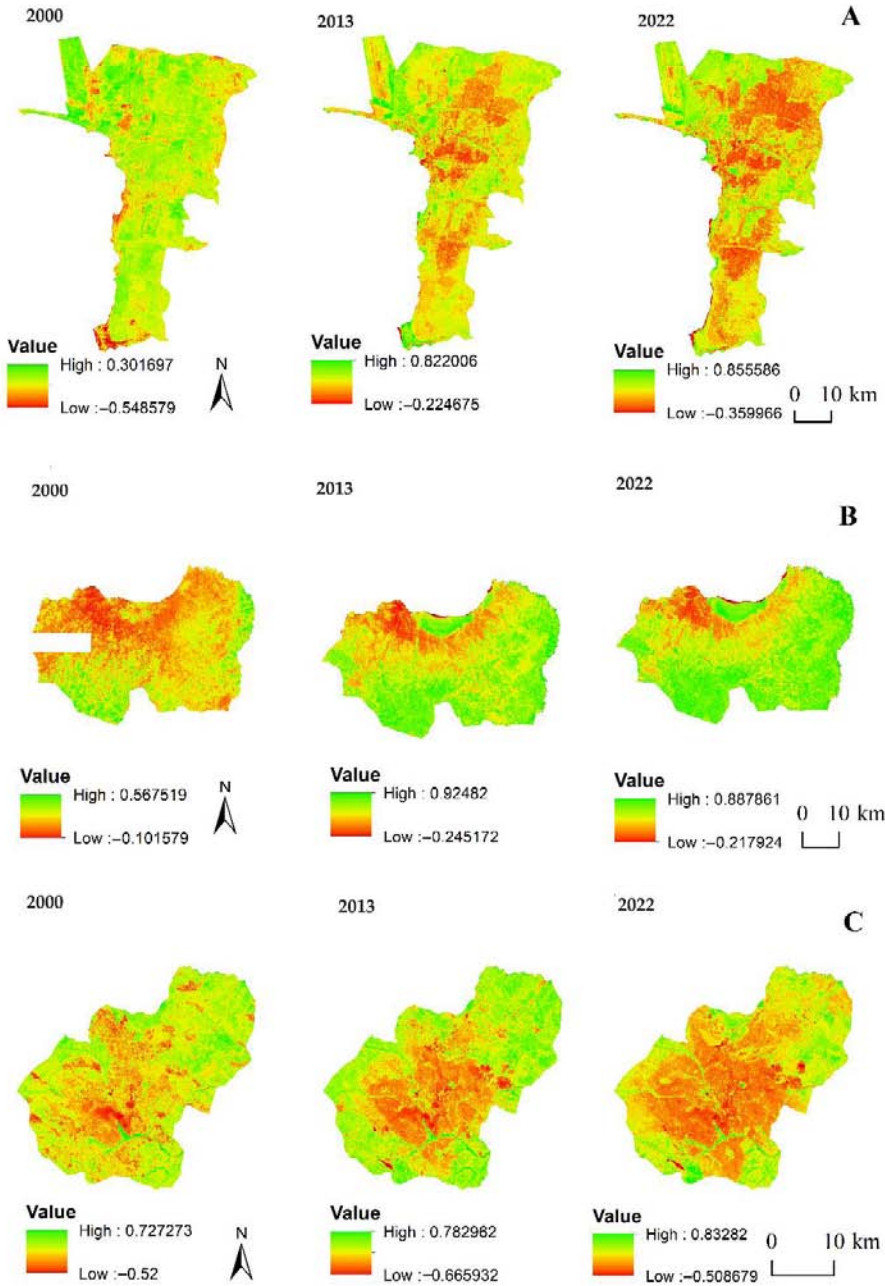 2000
2013
2022
A
Value
High : 0.301697
Low :–0.548579
N
Value
High : 0.822006
Low :–0.224675
Value
High : 0.855586
Low :–0.359966
0 10 km
2000
2013
2022
B
Value
High : 0.567519
Low :–0.101579
N
Value
High : 0.92482
Low :–0.245172
Value
High : 0.887861
Low :–0.217924
0 10 km
2000
2013
2022
C
Value
High : 0.727273
Low :–0.52
N
Value
High : 0.782982
Low :–0.665932
Value
High : 0.83282
Low :–0.508679
0 10 km